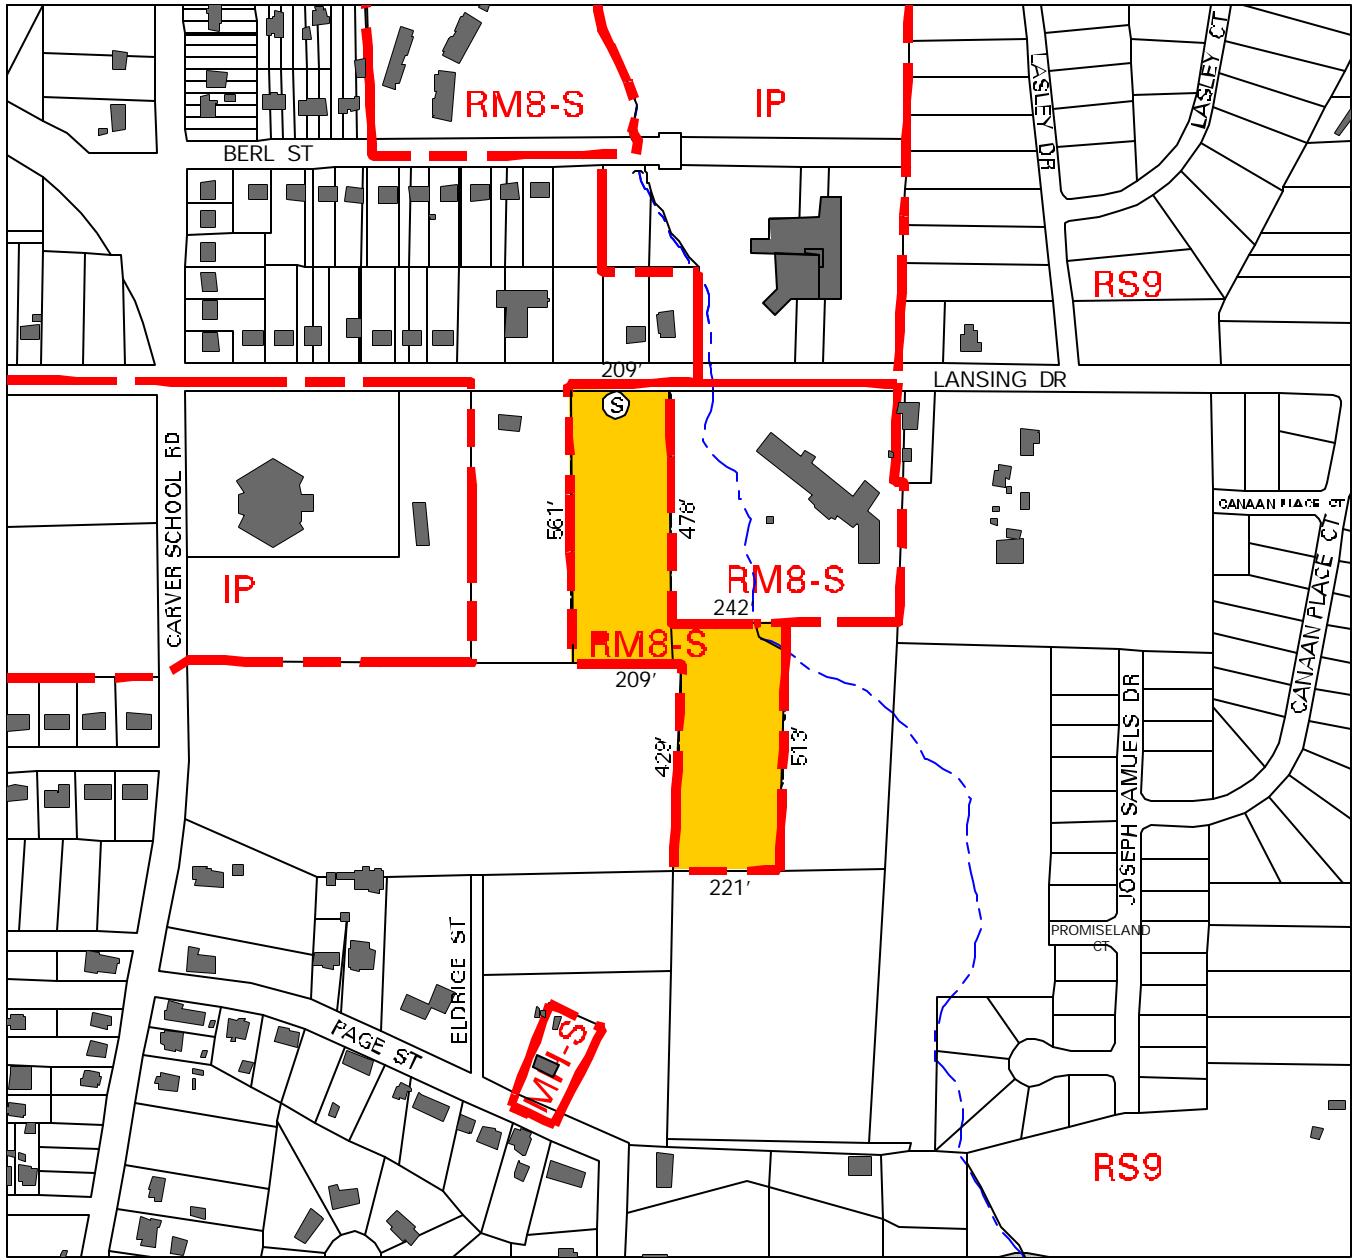 LASLEY CT
LASLEY DR
LASLEY CT
RM8-S
IP
BERL ST
RS9
209'
LANSING DR
S
CARVER SCHOOL RD
561'
478'
CANAAN PLACE CT
CANAAN PLACE CT
IP
RM8-S
242
RM8-S
209'
429'
513'
JOSEPH SAMUELS DR
221'
ELDRICE ST
PROMISELAND
CT
PAGE ST
MH-S
RS9